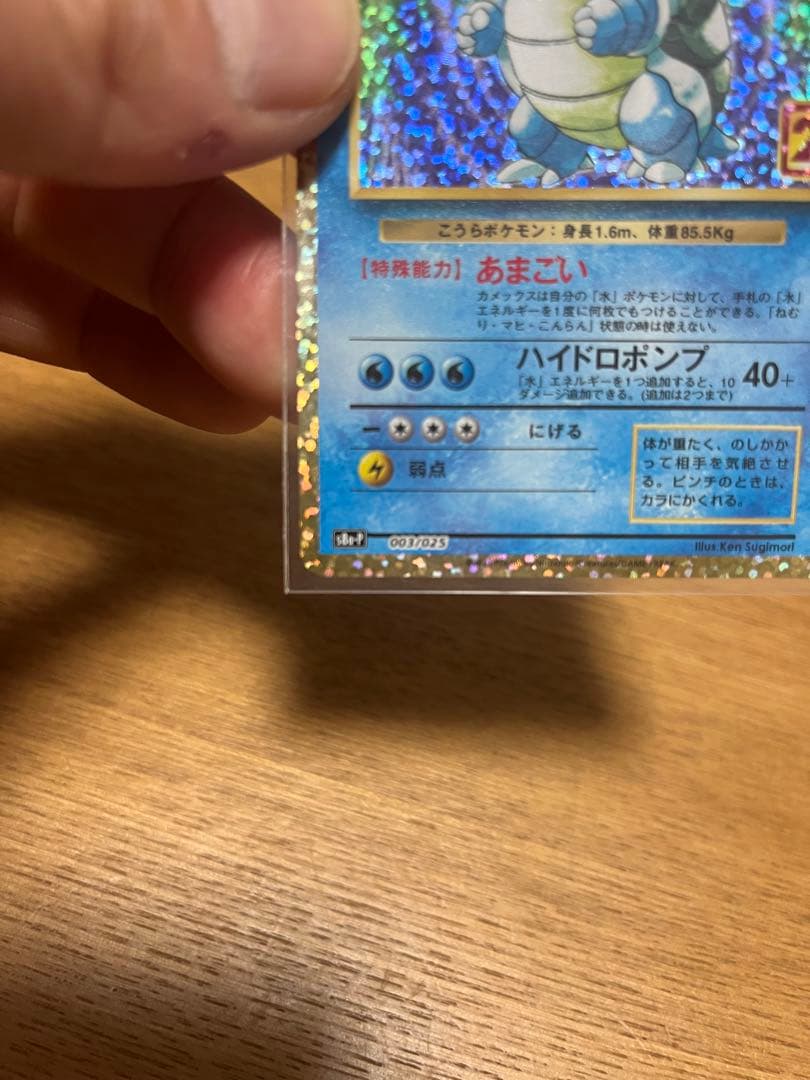 こうらポケモン：身長1.6m、体重85.5Kg
【特殊能力】あまごい
カメックスは自分の「水」ポケモンに対して、手札の「水」
エネルギーを1度に何枚でもつけることができる。「ねむ
り・マヒ・こんらん」状態の時は使えない。
ハイドロポンプ 40+
「水」エネルギーを1つ追加すると、10
ダメージ追加できる。(追加は2つまで)
にげる
弱点
体が重たく、のしかか
って相手を気絶させ
る。ピンチのときは、
カラにかくれる。
s8a-P 003/025
Illus.Ken Sugimori